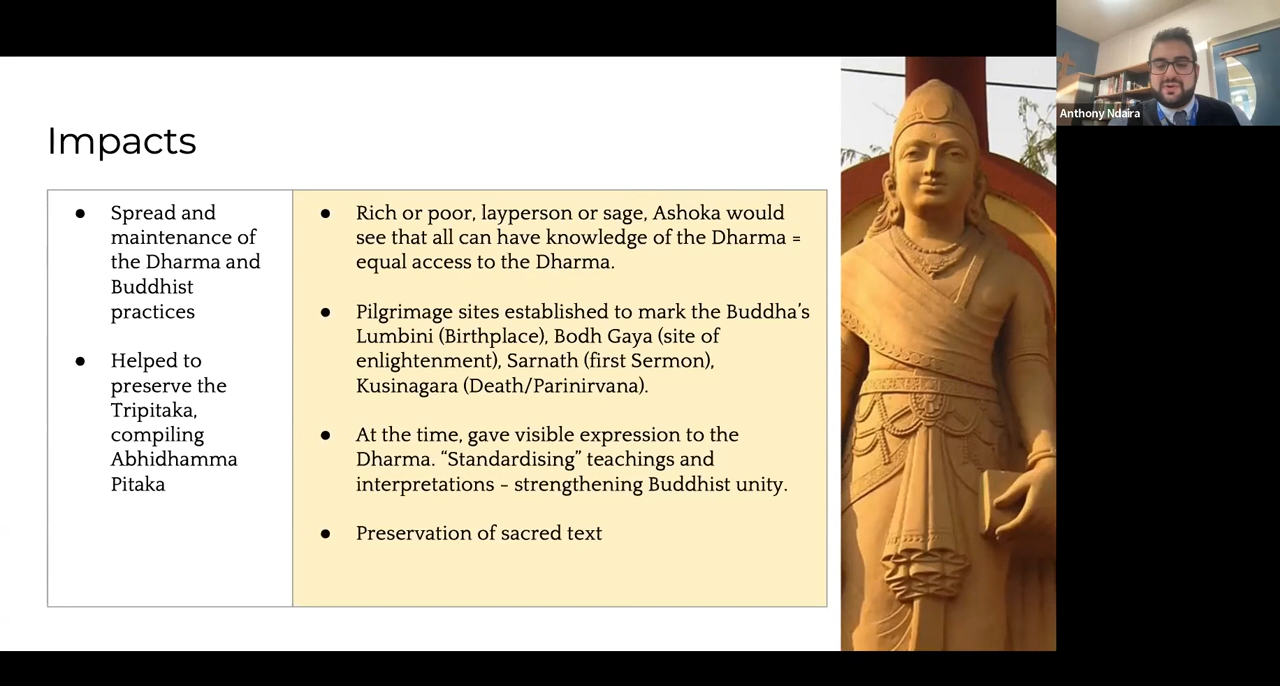 Impacts
● Spread and
maintenance of
the Dharma and
Buddhist
practices
● Helped to
preserve the
Tripitaka,
compiling
Abhidhamma
Pitaka
● Rich or poor, layperson or sage, Ashoka would
see that all can have knowledge of the Dharma =
equal access to the Dharma.
● Pilgrimage sites established to mark the Buddha’s
Lumbini (Birthplace), Bodh Gaya (site of
enlightenment), Sarnath (first Sermon),
Kusinagara (Death/Parinirvana).
● At the time, gave visible expression to the
Dharma. “Standardising” teachings and
interpretations - strengthening Buddhist unity.
● Preservation of sacred text
Anthony Ndaira